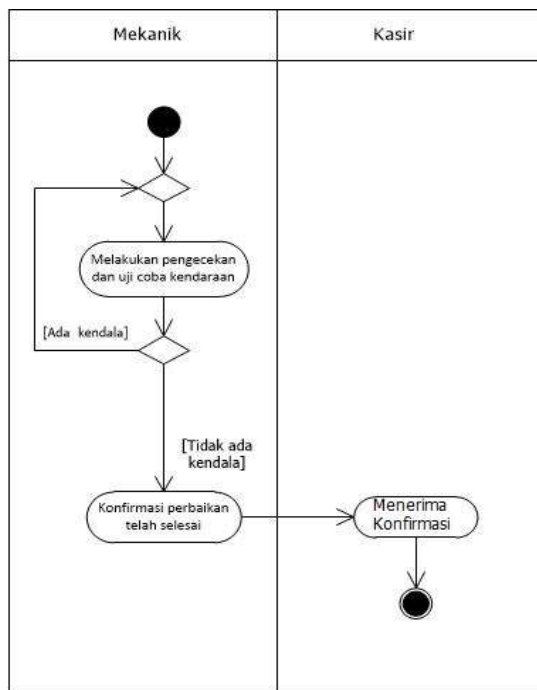 Mekanik
Kasir
Melakukan pengecekan
dan uji coba kendaraan
[Ada kendala]
[Tidak ada
kendala]
Konfirmasi perbaikan
telah selesai
Menerima
Konfirmasi